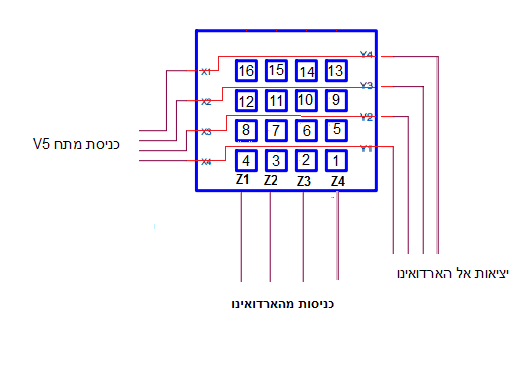 Y4
X1 16 15 14 13
Y3
X2 12 11 10 9
Y2
X3 8 7 6 5
כניסת מתח V5
Y1
X4 4 3 2 1
Z1 Z2 Z3 Z4
יציאות אל הארדואינו
כניסות מהארדואינו